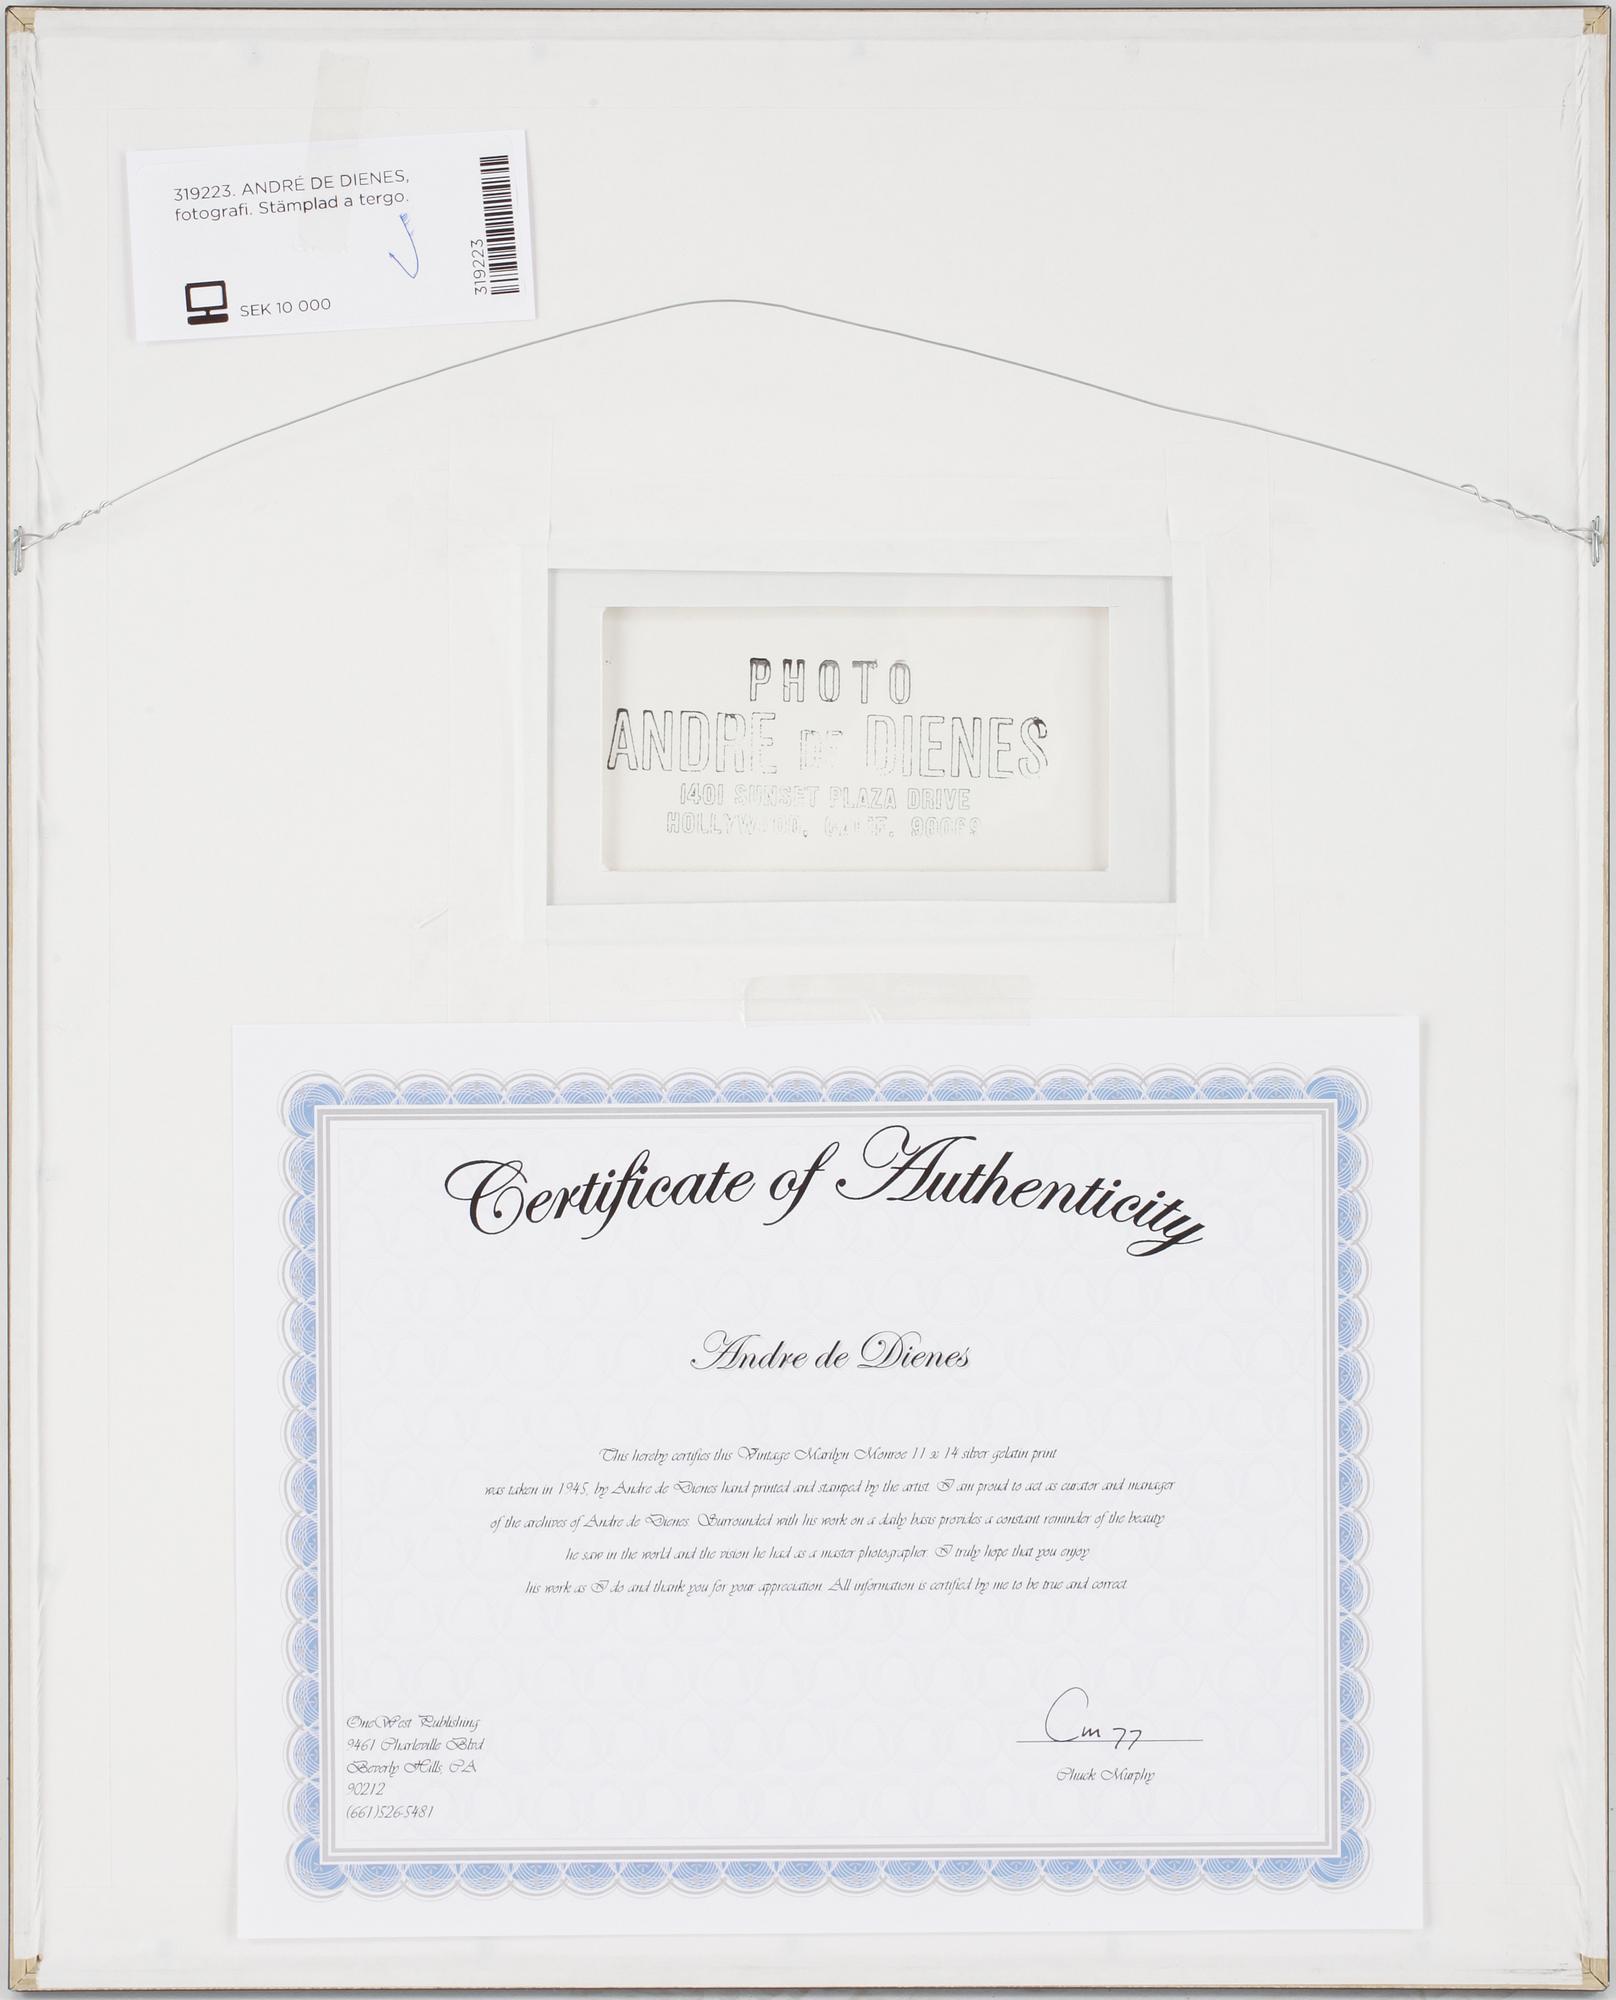 319223. ANDRÉ DE DIENES,
fotografi. Stämplad a tergo.
SEK 10 000
319223
PHOTO
ANDRE DE DIENES
1401 SUNSET PLAZA DRIVE
HOLLYWOOD, CALIF. 90069
Certificate of Authenticity
Andre de Dienes
This hereby certifies this Vintage Marilyn Monroe 11 x 14 silver gelatin print
was taken in 1945, by Andre de Dienes hand printed and stamped by the artist. I am proud to act as curator and manager
of the archives of Andre de Dienes. Surrounded with his work on a daily basis provides a constant reminder of the beauty
he saw in the world and the vision he had as a master photographer. I truly hope that you enjoy
his work as I do and thank you for your appreciation. All information is certified by me to be true and correct.
OneWest Publishing
9461 Charleville Blvd
Beverly Hills, CA
90212
(661)526-5481
Chuck Murphy